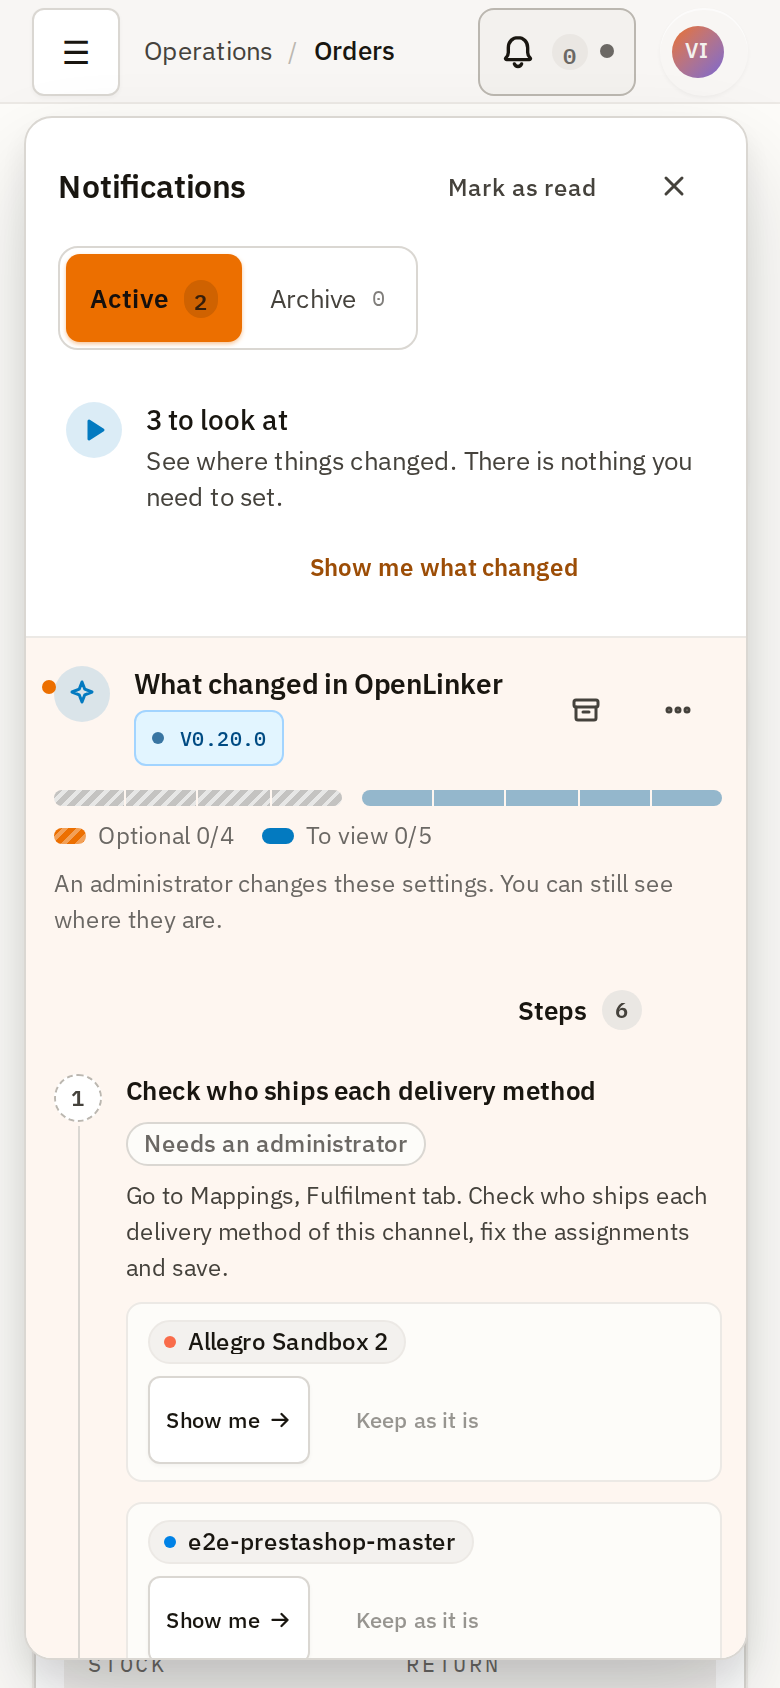 Operations / Orders
0
VI
Notifications
Mark as read
Active 2
Archive 0
3 to look at
See where things changed. There is nothing you
need to set.
Show me what changed
What changed in OpenLinker
V0.20.0
Optional 0/4
To view 0/5
An administrator changes these settings. You can still see
where they are.
Steps 6
1
Check who ships each delivery method
Needs an administrator
Go to Mappings, Fulfilment tab. Check who ships each
delivery method of this channel, fix the assignments
and save.
Allegro Sandbox 2
Show me →
Keep as it is
e2e-prestashop-master
Show me →
Keep as it is
STOCK
RETURN